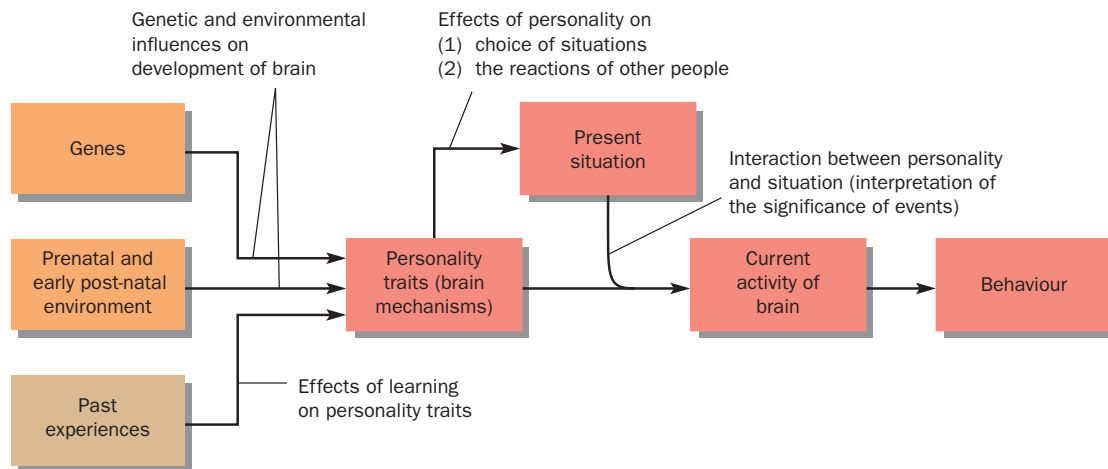 Genetic and environmental
influences on
development of brain
Effects of personality on
(1) choice of situations
(2) the reactions of other people
Genes
Present
situation
Interaction between personality
and situation (interpretation of
the significance of events)
Prenatal and
early post-natal
environment
Personality
traits (brain
mechanisms)
Current
activity of
brain
Behaviour
Effects of learning
on personality traits
Past
experiences